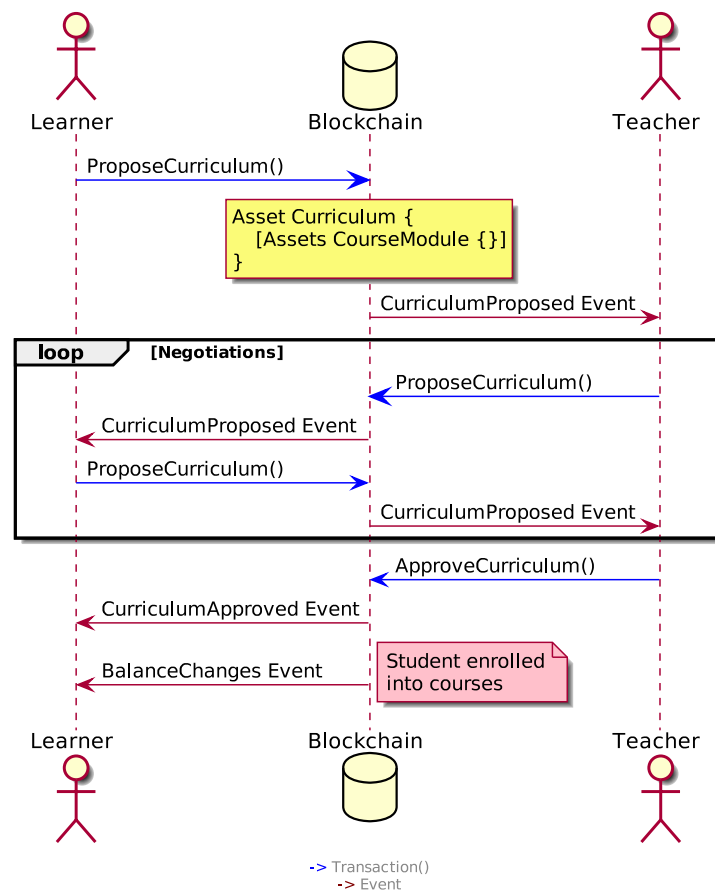 Learner
Blockchain
Teacher
ProposeCurriculum()
Asset Curriculum {
[Assets CourseModule {}]
}
CurriculumProposed Event
loop [Negotiations]
ProposeCurriculum()
CurriculumProposed Event
ProposeCurriculum()
CurriculumProposed Event
ApproveCurriculum()
CurriculumApproved Event
BalanceChanges Event
Student enrolled
into courses
Learner
Blockchain
Teacher
-> Transaction()
-> Event